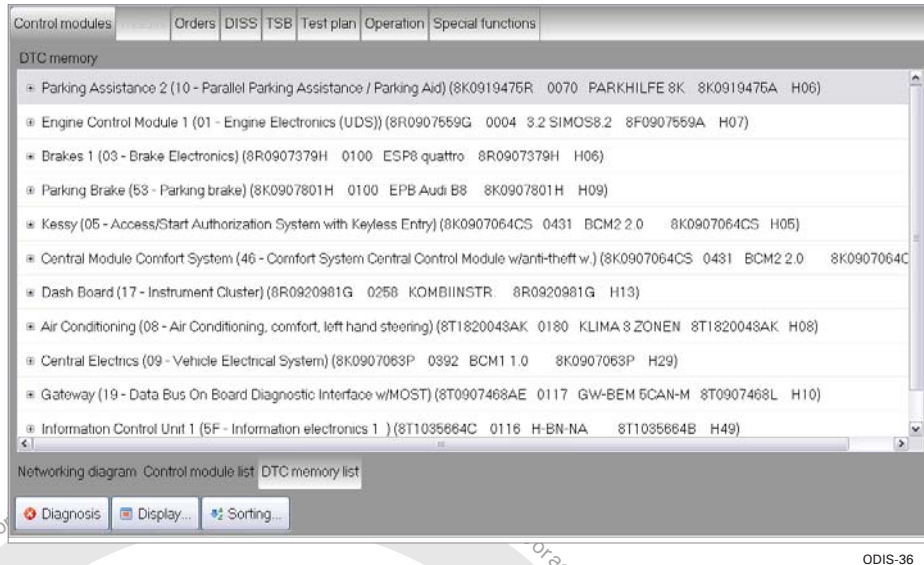 Control modules Orders DISS TSB Test plan Operation Special functions
DTC memory
Parking Assistance 2 (10 - Parallel Parking Assistance / Parking Aid) (8K0919475R 0070 PARKHILFE 8K 8K0919475A H06)
Engine Control Module 1 (01 - Engine Electronics (UDS)) (8R0907559G 0004 3.2 SIMOS8.2 8F0907559A H07)
Brakes 1 (03 - Brake Electronics) (8R0907379H 0100 ESP8 quattro 8R0907379H H06)
Parking Brake (53 - Parking brake) (8K0907801H 0100 EPB Audi B8 8K0907801H H09)
Kessy (05 - Access/Start Authorization System with Keyless Entry) (8K0907064CS 0431 BCM2 2.0 8K0907064CS H05)
Central Module Comfort System (46 - Comfort System Central Control Module w/anti-theft w.) (8K0907064CS 0431 BCM2 2.0 8K0907064C
Dash Board (17 - Instrument Cluster) (8R0920981G 0258 KOMBIINSTR. 8R0920981G H13)
Air Conditioning (08 - Air Conditioning, comfort, left hand steering) (8T1820043AK 0180 KLIMA 3 ZONEN 8T1820043AK H08)
Central Electrics (09 - Vehicle Electrical System) (8K0907063P 0392 BCM1 1.0 8K0907063P H29)
Gateway (19 - Data Bus On Board Diagnostic Interface w/MOST) (8T0907468AE 0117 GW-BEM 5CAN-M 8T0907468L H10)
Information Control Unit 1 (5F - Information electronics 1 ) (8T1035664C 0116 H-BN-NA 8T1035664B H49)
Networking diagram Control module list DTC memory list
Diagnosis Display... Sorting...
ODIS-36